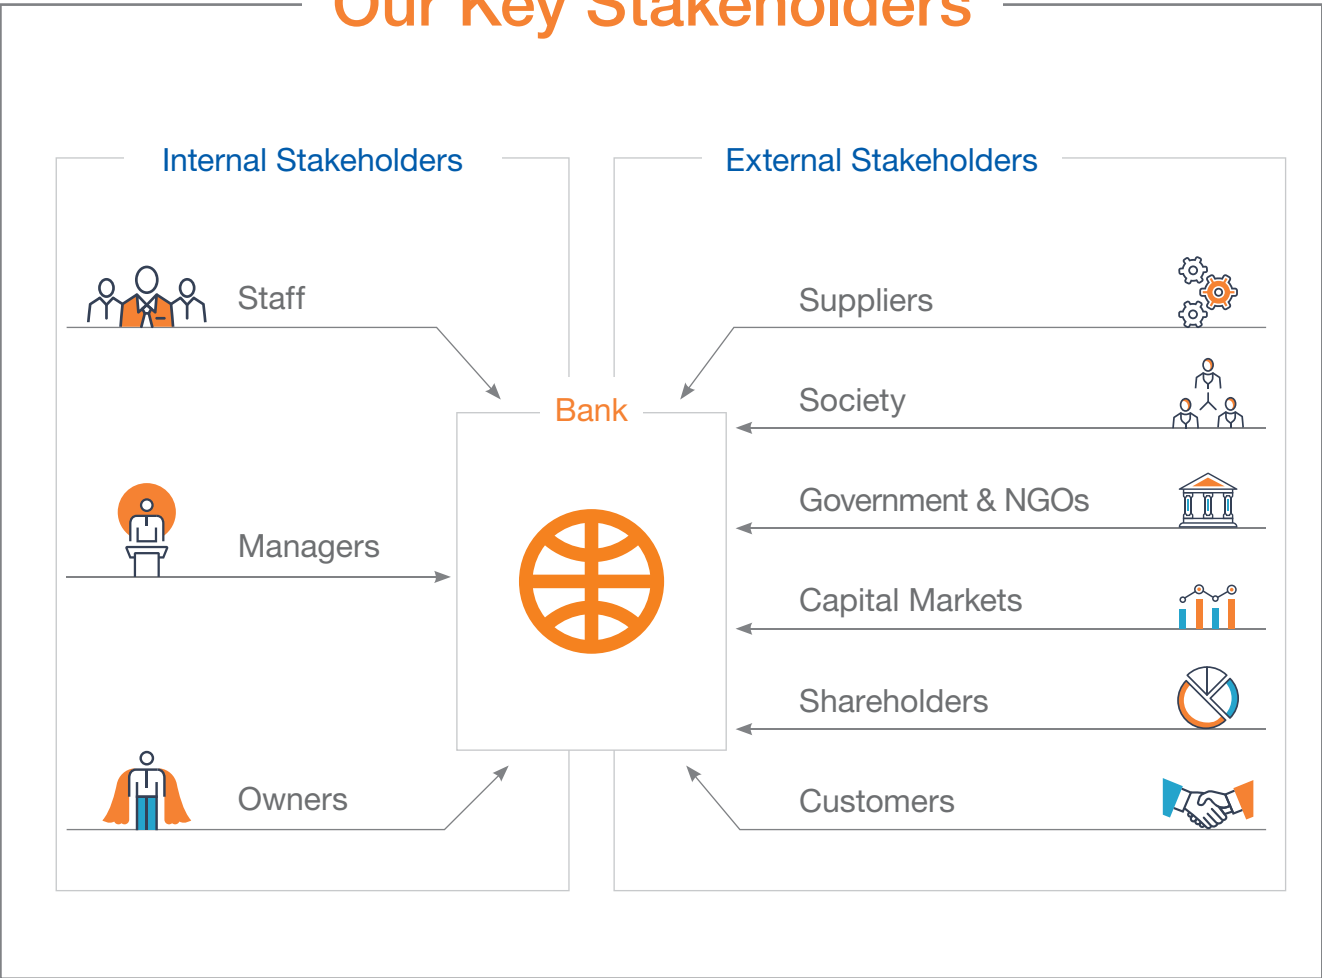 Our Key Stakeholders
Internal Stakeholders
Staff
Managers
Owners
Bank
External Stakeholders
Suppliers
Society
Government & NGOs
Capital Markets
Shareholders
Customers